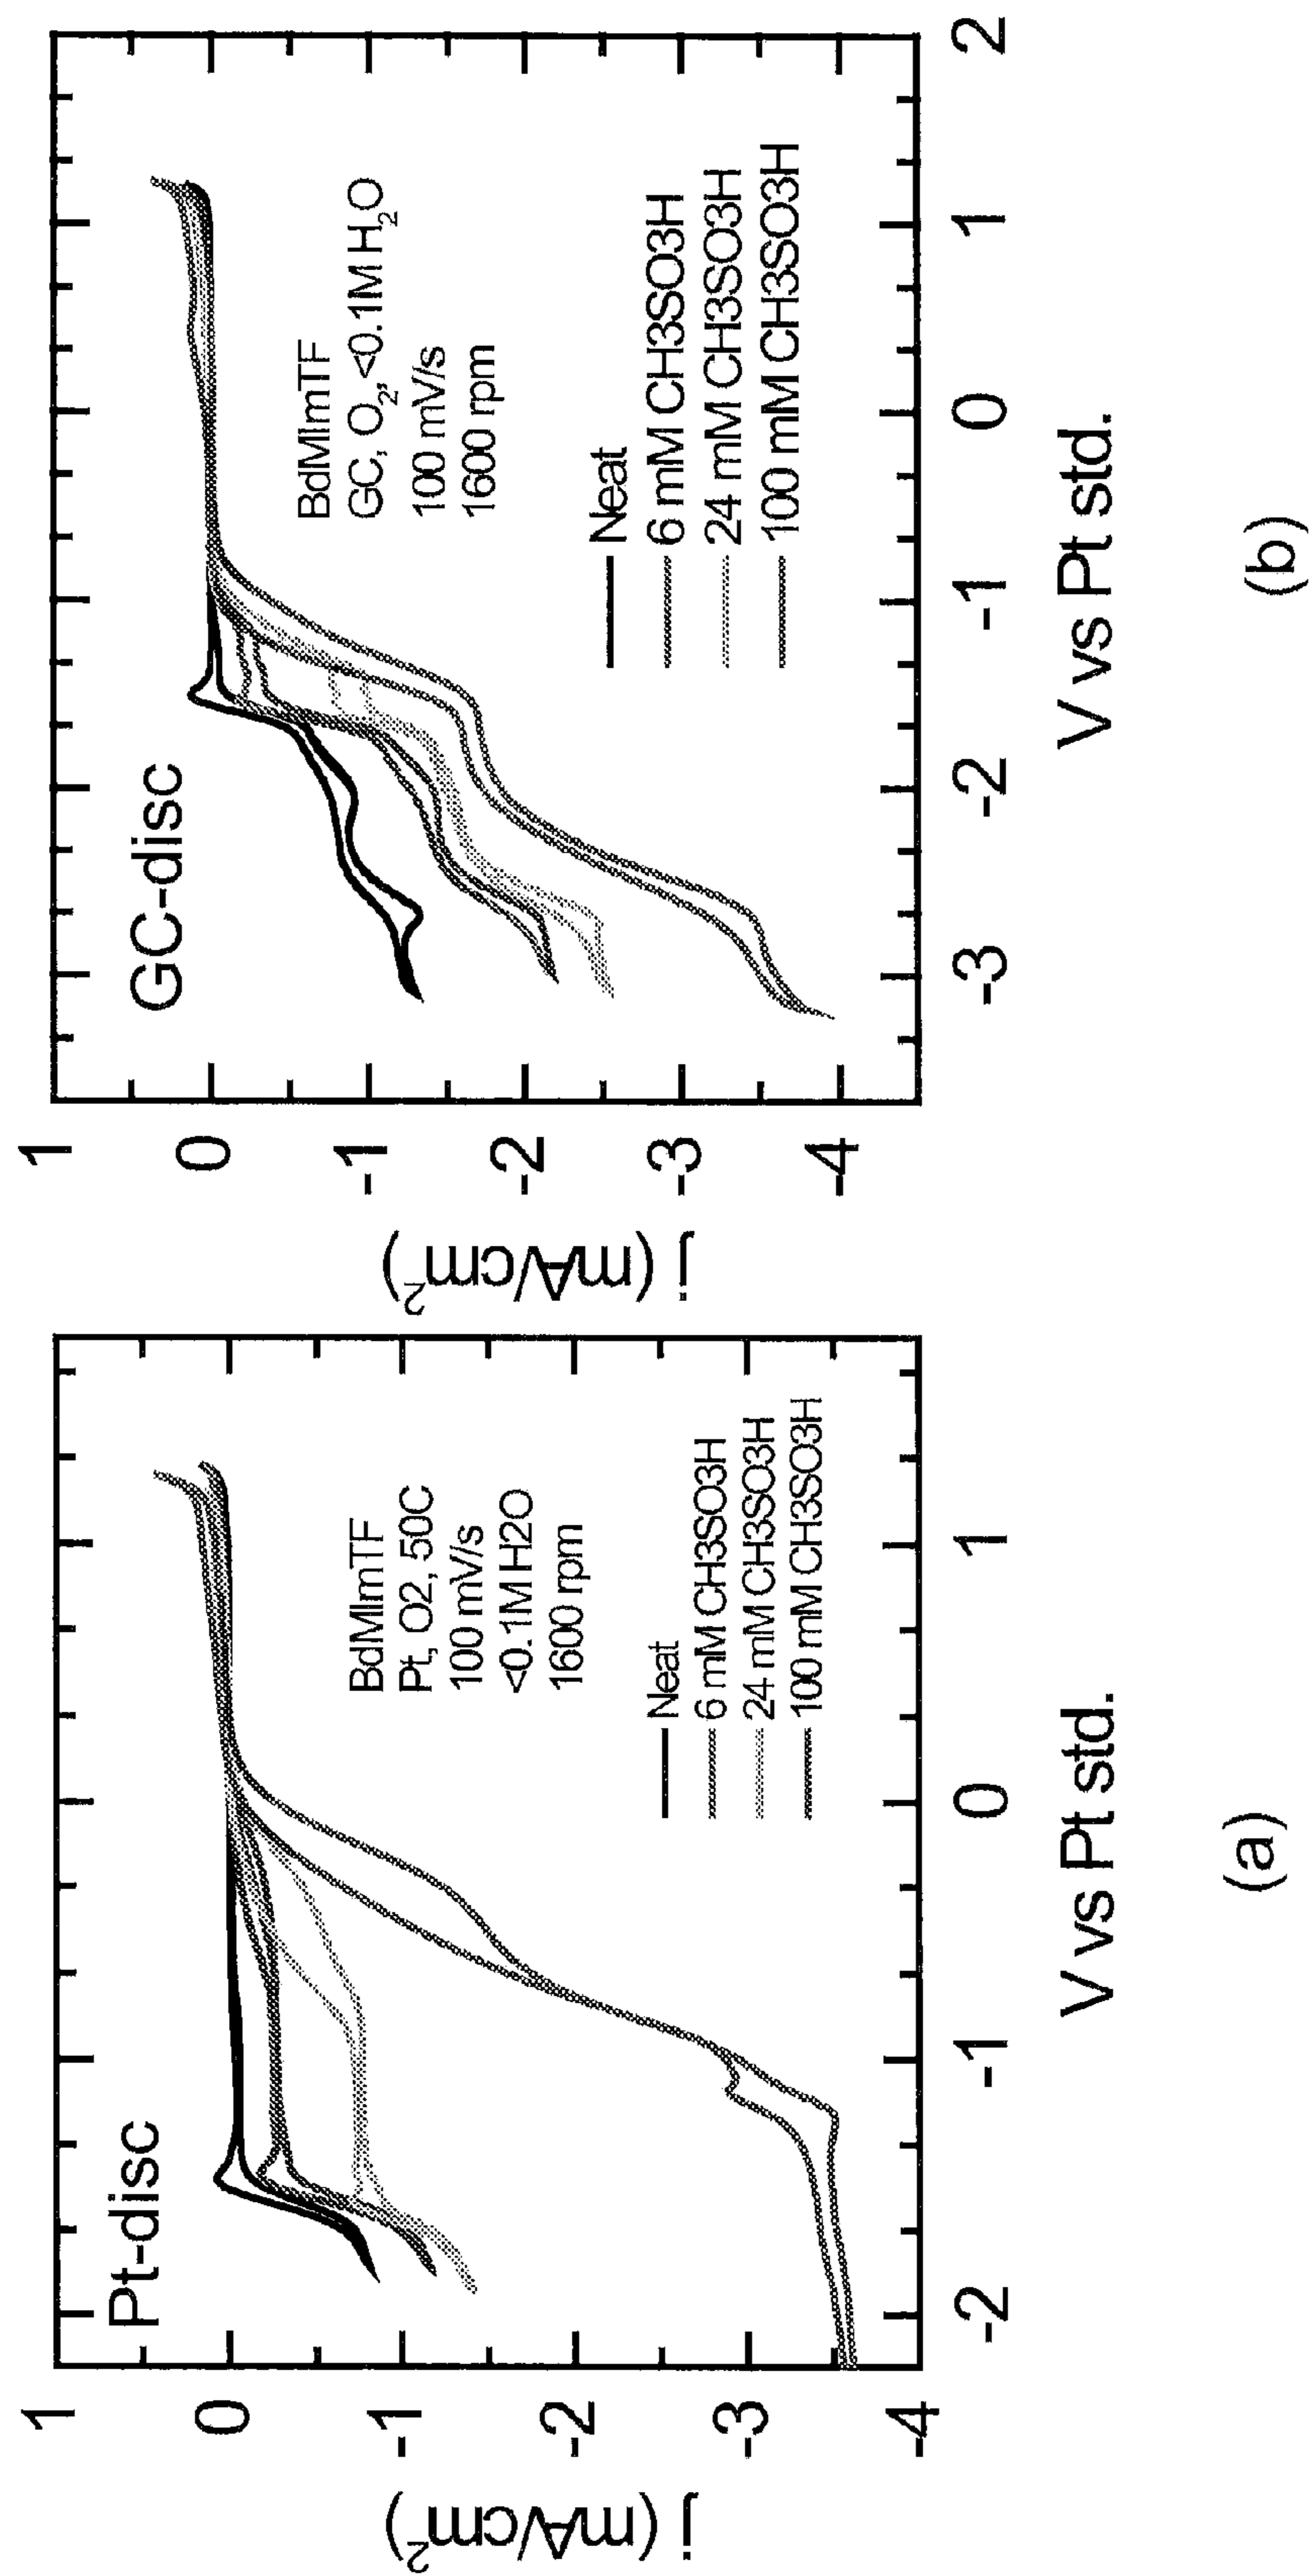 Pt-disc
BdMImTF
Pt, O2, 50C
100 mV/s
<0.1M H2O
1600 rpm
Neat
6 mM CH3SO3H
24 mM CH3SO3H
100 mM CH3SO3H
1
0
-1
-2
-3
-4
j (mA/cm²)
-2
-1
0
1
V vs Pt std.
(a)
GC-disc
BdMImTF
GC, O₂, <0.1M H₂O
100 mV/s
1600 rpm
Neat
6 mM CH3SO3H
24 mM CH3SO3H
100 mM CH3SO3H
1
0
-1
-2
-3
-4
j (mA/cm²)
-3
-2
-1
0
1
2
V vs Pt std.
(b)